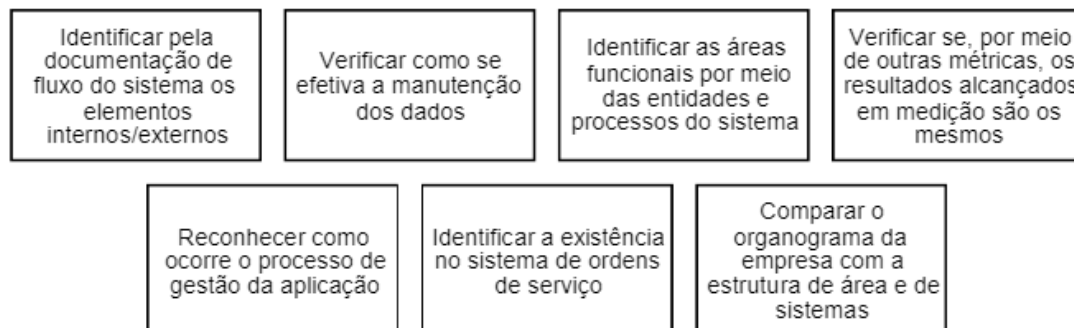 Identificar pela
documentação de
fluxo do sistema os
elementos
internos/externos
Verificar como se
efetiva a manutenção
dos dados
Identificar as áreas
funcionais por meio
das entidades e
processos do sistema
Verificar se, por meio
de outras métricas, os
resultados alcançados
em medição são os
mesmos
Reconhecer como
ocorre o processo de
gestão da aplicação
Identificar a existência
no sistema de ordens
de serviço
Comparar o
organograma da
empresa com a
estrutura de área e de
sistemas